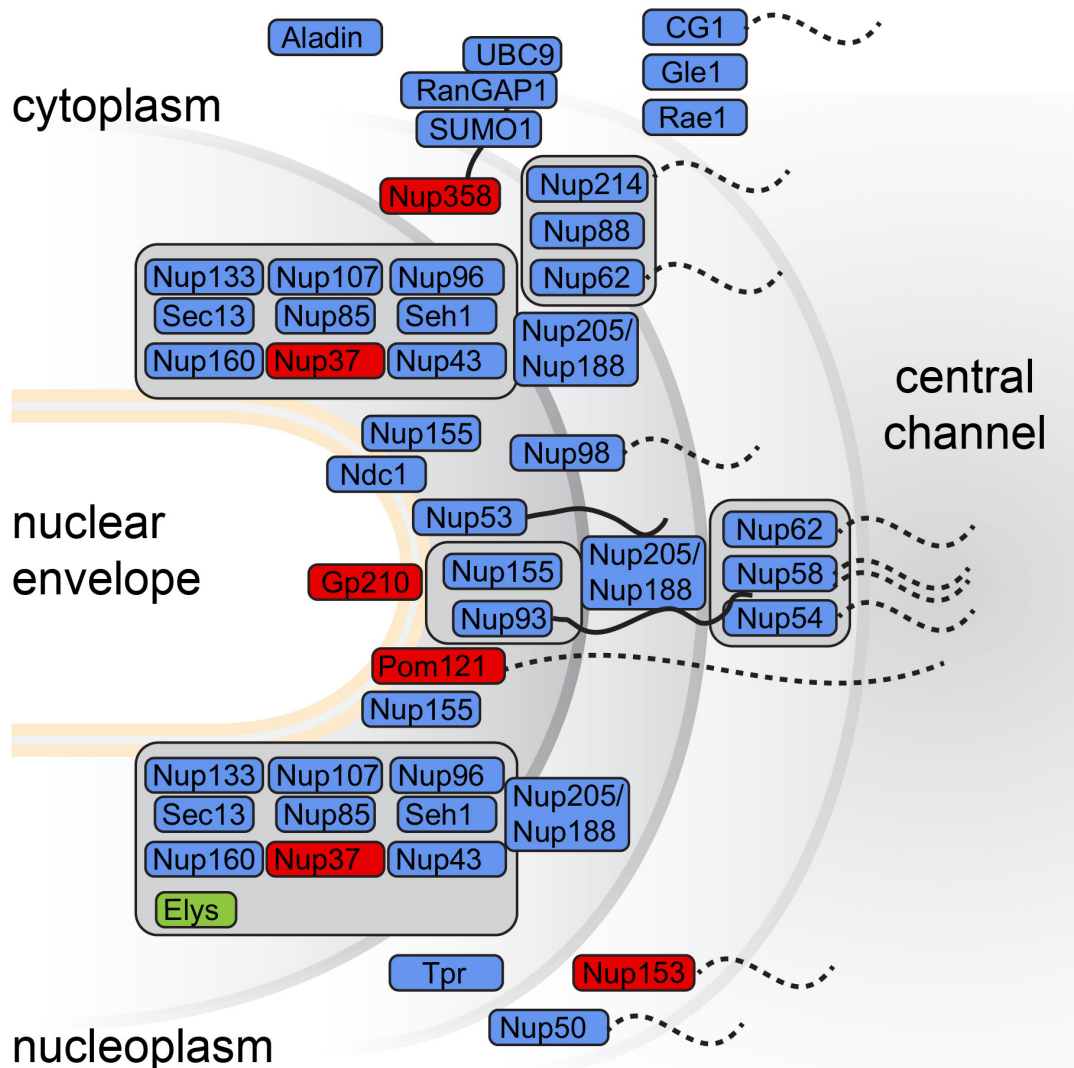 Aladin
UBC9
RanGAP1
SUMO1
CG1
Gle1
Rae1
cytoplasm
Nup358
Nup214
Nup88
Nup62
Nup133 Nup107 Nup96
Sec13 Nup85 Seh1
Nup160 Nup37 Nup43
Nup205/
Nup188
central
channel
Nup155
Ndc1
Nup98
Nup53
nuclear
envelope
Gp210
Nup155
Nup93
Nup205/
Nup188
Nup62
Nup58
Nup54
Pom121
Nup155
Nup133 Nup107 Nup96
Sec13 Nup85 Seh1
Nup160 Nup37 Nup43
Elys
Nup205/
Nup188
Tpr
Nup153
Nup50
nucleoplasm